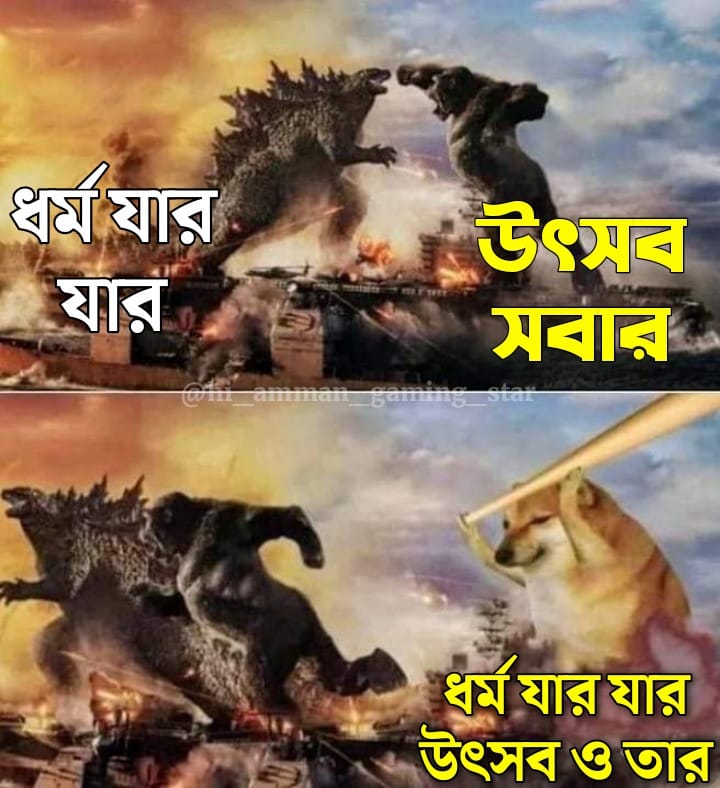 ধর্ম যার
যার
উৎসব
সবার
@hi_amman_gaming_star
ধর্ম যার যার
উৎসব ও তার